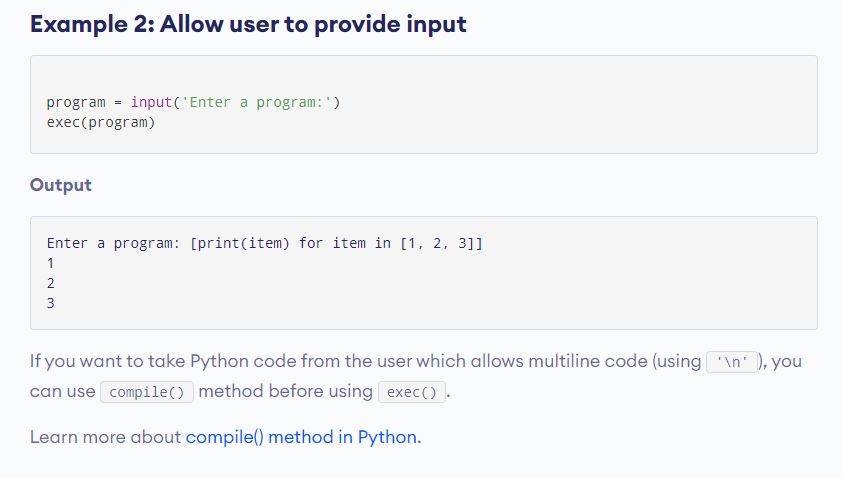 Example 2: Allow user to provide input
program = input('Enter a program:')
exec(program)
Output
Enter a program: [print(item) for item in [1, 2, 3]]
1
2
3
If you want to take Python code from the user which allows multiline code (using '\n'), you
can use compile() method before using exec().
Learn more about compile() method in Python.